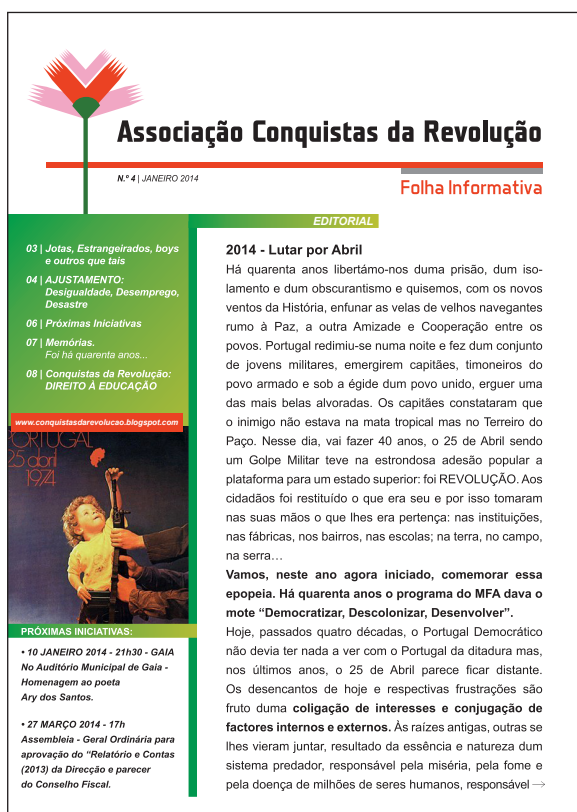 Associação Conquistas da Revolução
N.º 4 | JANEIRO 2014
Folha Informativa
EDITORIAL
03 | Jotas, Estrangeirados, boys
e outros que tais
04 | AJUSTAMENTO:
Desigualdade, Desemprego,
Desastre
06 | Próximas Iniciativas
07 | Memórias.
Foi há quarenta anos...
08 | Conquistas da Revolução:
DIREITO À EDUCAÇÃO
www.conquistasdarevolucao.blogspot.com
PORTUGAL
25 abril
1974
PRÓXIMAS INICIATIVAS:
• 10 JANEIRO 2014 - 21h30 - GAIA
No Auditório Municipal de Gaia -
Homenagem ao poeta
Ary dos Santos.
• 27 MARÇO 2014 - 17h
Assembleia - Geral Ordinária para
aprovação do “Relatório e Contas
(2013) da Direcção e parecer
do Conselho Fiscal.
2014 - Lutar por Abril
Há quarenta anos libertámo-nos duma prisão, dum iso-
lamento e dum obscurantismo e quisemos, com os novos
ventos da História, enfunar as velas de velhos navegantes
rumo à Paz, a outra Amizade e Cooperação entre os
povos. Portugal redimiu-se numa noite e fez dum conjunto
de jovens militares, emergirem capitães, timoneiros do
povo armado e sob a égide dum povo unido, erguer uma
das mais belas alvoradas. Os capitães constataram que
o inimigo não estava na mata tropical mas no Terreiro do
Paço. Nesse dia, vai fazer 40 anos, o 25 de Abril sendo
um Golpe Militar teve na estrondosa adesão popular a
plataforma para um estado superior: foi REVOLUÇÃO. Aos
cidadãos foi restituído o que era seu e por isso tomaram
nas suas mãos o que lhes era pertença: nas instituições,
nas fábricas, nos bairros, nas escolas; na terra, no campo,
na serra…
Vamos, neste ano agora iniciado, comemorar essa
epopeia. Há quarenta anos o programa do MFA dava o
mote “Democratizar, Descolonizar, Desenvolver”.
Hoje, passados quatro décadas, o Portugal Democrático
não devia ter nada a ver com o Portugal da ditadura mas,
nos últimos anos, o 25 de Abril parece ficar distante.
Os desencantos de hoje e respectivas frustrações são
fruto duma coligação de interesses e conjugação de
factores internos e externos. Às raízes antigas, outras se
lhes vieram juntar, resultado da essência e natureza dum
sistema predador, responsável pela miséria, pela fome e
pela doença de milhões de seres humanos, responsável →